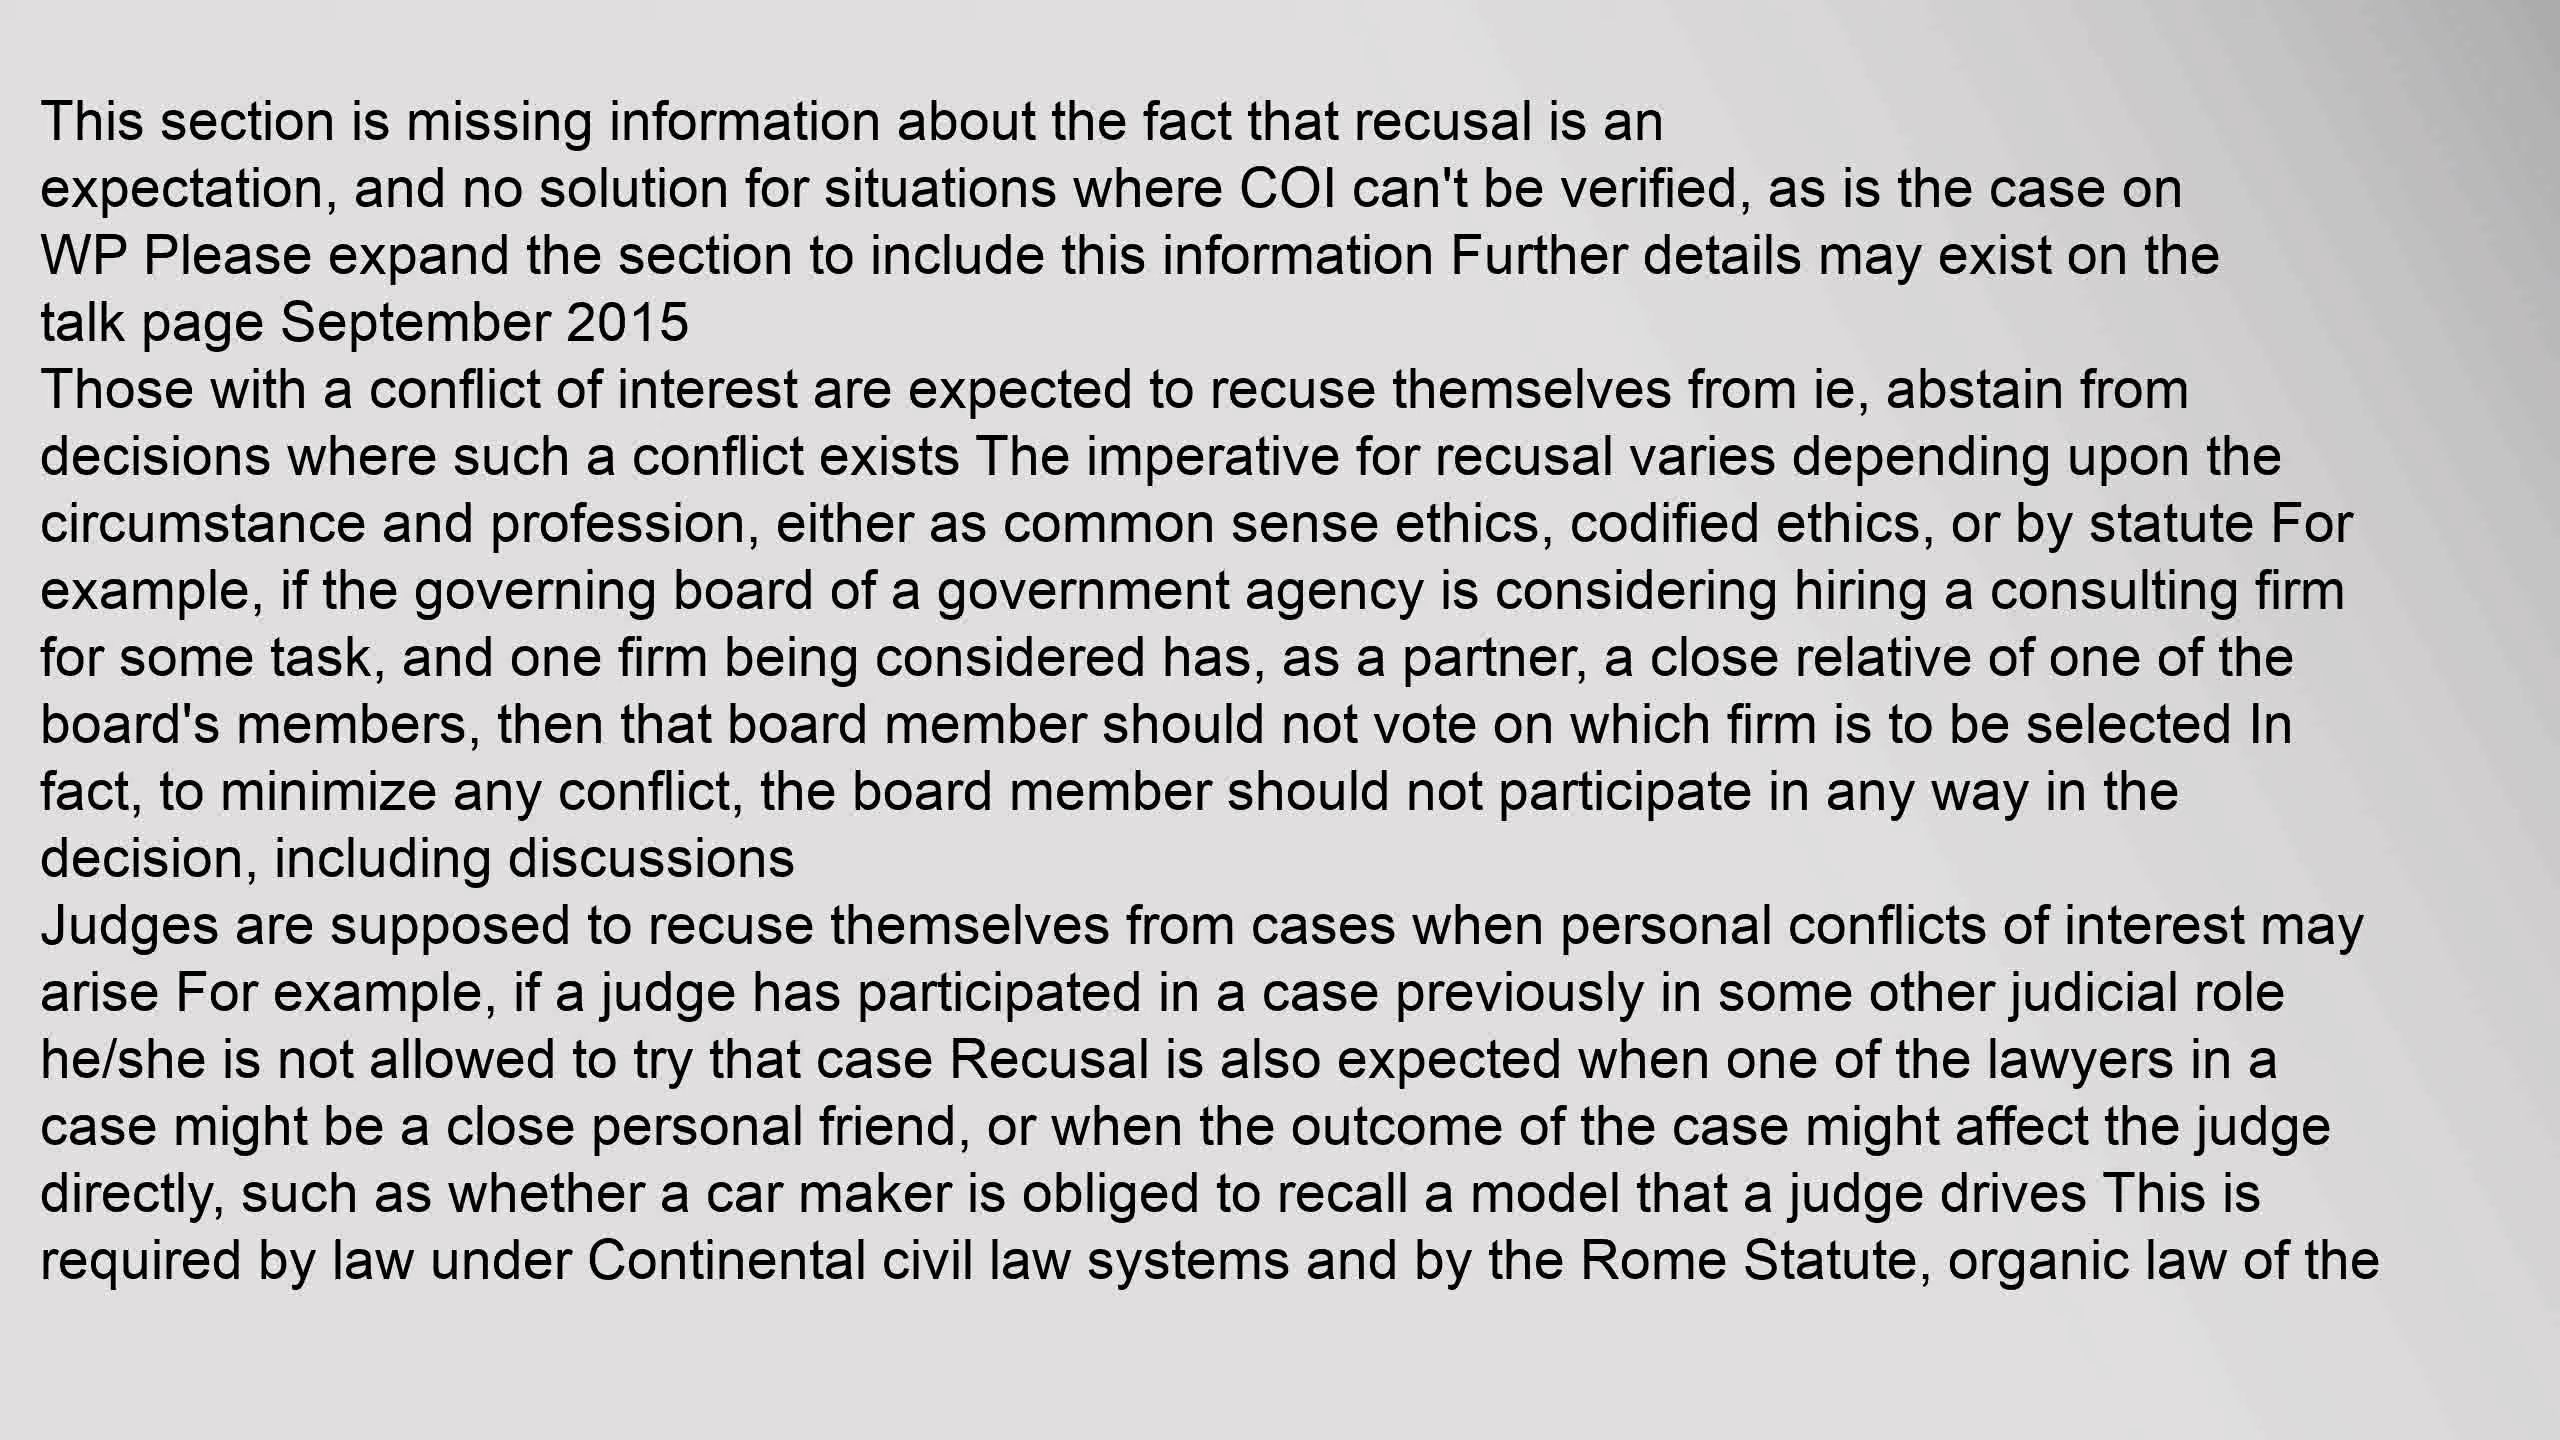 This section is missing information about the fact that recusal is an
expectation, and no solution for situations where COI can't be verified, as is the case on
WP Please expand the section to include this information Further details may exist on the
talk page September 2015
Those with a conflict of interest are expected to recuse themselves from ie, abstain from
decisions where such a conflict exists The imperative for recusal varies depending upon the
circumstance and profession, either as common sense ethics, codified ethics, or by statute For
example, if the governing board of a government agency is considering hiring a consulting firm
for some task, and one firm being considered has, as a partner, a close relative of one of the
board's members, then that board member should not vote on which firm is to be selected In
fact, to minimize any conflict, the board member should not participate in any way in the
decision, including discussions
Judges are supposed to recuse themselves from cases when personal conflicts of interest may
arise For example, if a judge has participated in a case previously in some other judicial role
he/she is not allowed to try that case Recusal is also expected when one of the lawyers in a
case might be a close personal friend, or when the outcome of the case might affect the judge
directly, such as whether a car maker is obliged to recall a model that a judge drives This is
required by law under Continental civil law systems and by the Rome Statute, organic law of the